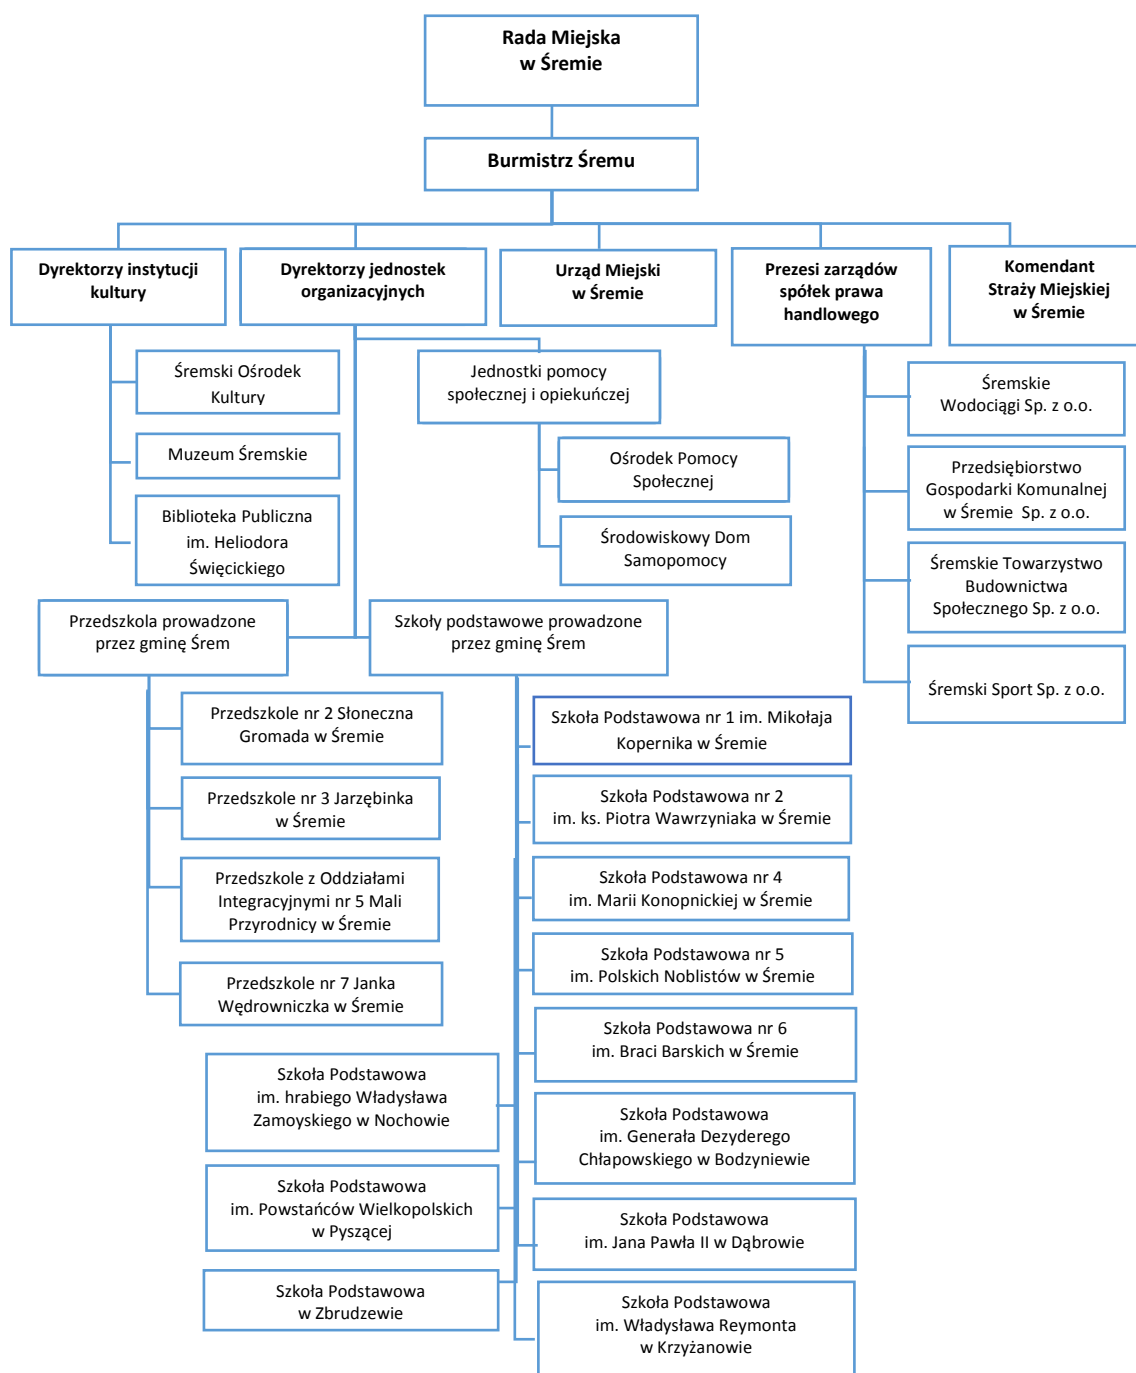 Rada Miejska
w Śremie
Burmistrz Śremu
Dyrektorzy instytucji
kultury
Dyrektorzy jednostek
organizacyjnych
Urząd Miejski
w Śremie
Prezesi zarządów
spółek prawa
handlowego
Komendant
Straży Miejskiej
w Śremie
Śremski Ośrodek
Kultury
Muzeum Śremskie
Biblioteka Publiczna
im. Heliodora
Święcickiego
Jednostki pomocy
społecznej i opiekuńczej
Ośrodek Pomocy
Społecznej
Środowiskowy Dom
Samopomocy
Śremskie
Wodociągi Sp. z o.o.
Przedsiębiorstwo
Gospodarki Komunalnej
w Śremie Sp. z o.o.
Śremskie Towarzystwo
Budownictwa
Społecznego Sp. z o.o.
Śremski Sport Sp. z o.o.
Przedszkola prowadzone
przez gminę Śrem
Szkoły podstawowe prowadzone
przez gminę Śrem
Przedszkole nr 2 Słoneczna
Gromada w Śremie
Przedszkole nr 3 Jarzębinka
w Śremie
Przedszkole z Oddziałami
Integracyjnymi nr 5 Mali
Przyrodnicy w Śremie
Przedszkole nr 7 Janka
Wędrowniczka w Śremie
Szkoła Podstawowa nr 1 im. Mikołaja
Kopernika w Śremie
Szkoła Podstawowa nr 2
im. ks. Piotra Wawrzyniaka w Śremie
Szkoła Podstawowa nr 4
im. Marii Konopnickiej w Śremie
Szkoła Podstawowa nr 5
im. Polskich Noblistów w Śremie
Szkoła Podstawowa nr 6
im. Braci Barskich w Śremie
Szkoła Podstawowa
im. Generała Dezyderego
Chłapowskiego w Bodzyniewie
Szkoła Podstawowa
im. Jana Pawła II w Dąbrowie
Szkoła Podstawowa
im. Władysława Reymonta
w Krzyżanowie
Szkoła Podstawowa
im. hrabiego Władysława
Zamoyskiego w Nochowie
Szkoła Podstawowa
im. Powstańców Wielkopolskich
w Pyszącej
Szkoła Podstawowa
w Zbrudzewie